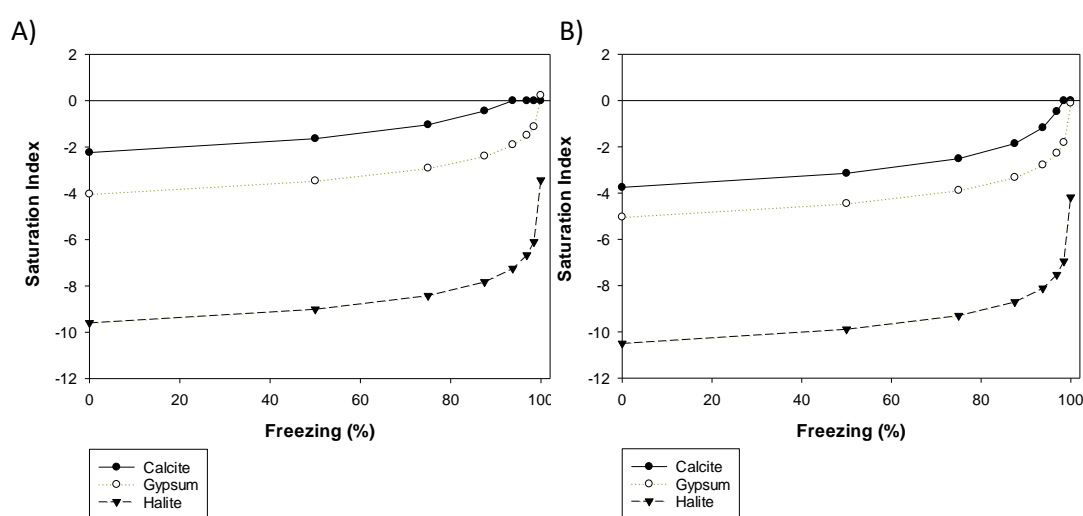 A)
2
0
-2
-4
-6
-8
-10
-12
Saturation Index
0 20 40 60 80 100
Freezing (%)
Calcite
Gypsum
Halite
B)
2
0
-2
-4
-6
-8
-10
-12
Saturation Index
0 20 40 60 80 100
Freezing (%)
Calcite
Gypsum
Halite